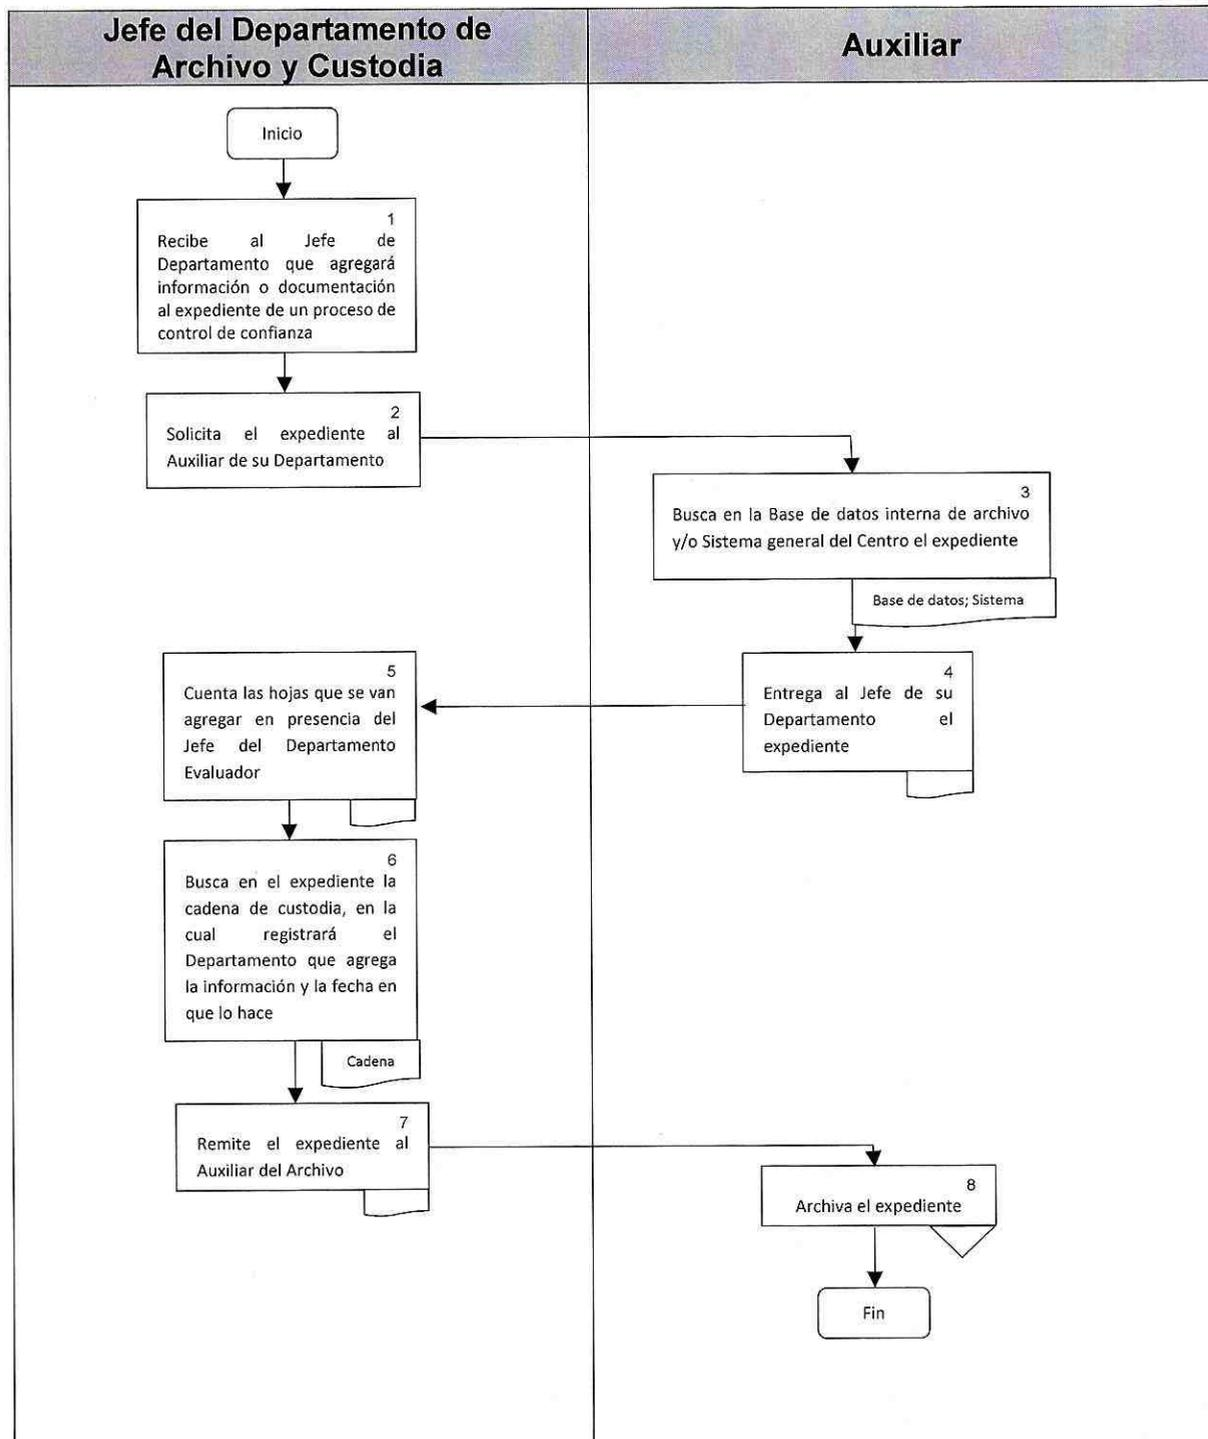 Jefe del Departamento de
Archivo y Custodia
Auxiliar
Inicio
1
Recibe al Jefe de
Departamento que agregará
información o documentación
al expediente de un proceso de
control de confianza
2
Solicita el expediente al
Auxiliar de su Departamento
3
Busca en la Base de datos interna de archivo
y/o Sistema general del Centro el expediente
Base de datos; Sistema
4
Entrega al Jefe de su
Departamento el
expediente
5
Cuenta las hojas que se van
agregar en presencia del
Jefe del Departamento
Evaluador
6
Busca en el expediente la
cadena de custodia, en la
cual registrará el
Departamento que agrega
la información y la fecha en
que lo hace
Cadena
7
Remite el expediente al
Auxiliar del Archivo
8
Archiva el expediente
Fin